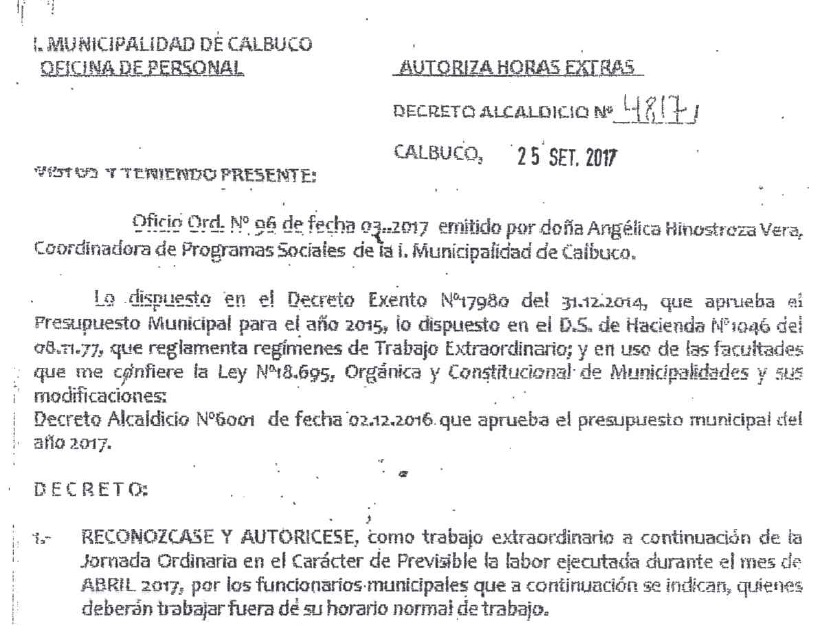 I. MUNICIPALIDAD DE CALBUCO
OFICINA DE PERSONAL
AUTORIZA HORAS EXTRAS
DECRETO ALCALDICIO Nº 4817/
CALBUCO, 25 SET. 2017
VISTOS Y TENIENDO PRESENTE:
Oficio Ord. Nº 96 de fecha 03..2017 emitido por doña Angélica Hinostroza Vera,
Coordinadora de Programas Sociales de la I. Municipalidad de Calbuco.
Lo dispuesto en el Decreto Exento Nº17980 del 31.12.2014, que aprueba el
Presupuesto Municipal para el año 2015, lo dispuesto en el D.S. de Hacienda Nº1046 del
08.11.77, que reglamenta regímenes de Trabajo Extraordinario; y en uso de las facultades
que me confiere la Ley Nº18.695, Orgánica y Constitucional de Municipalidades y sus
modificaciones:
Decreto Alcaldicio Nº6001 de fecha 02.12.2016 que aprueba el presupuesto municipal del
año 2017.
DECRETO:
1.- RECONOZCASE Y AUTORICESE, como trabajo extraordinario a continuación de la
Jornada Ordinaria en el Carácter de Previsible la labor ejecutada durante el mes de
ABRIL 2017, por los funcionarios municipales que a continuación se indican, quienes
deberán trabajar fuera de su horario normal de trabajo.